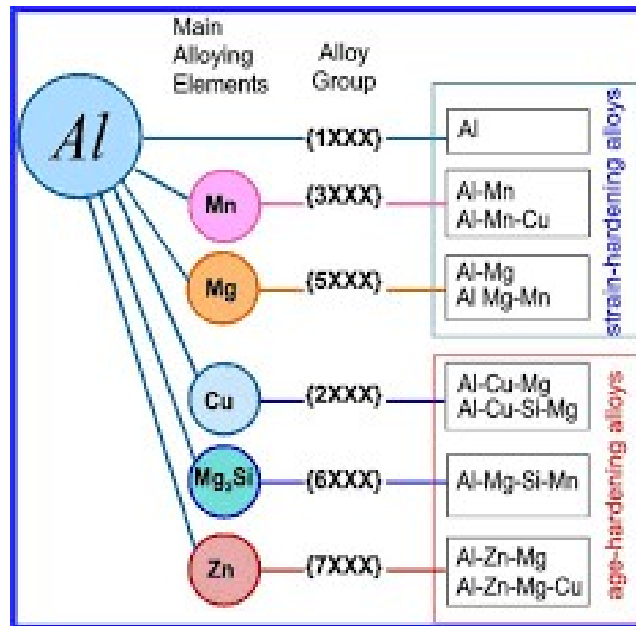 Main
Alloying
Elements
Alloy
Group
Al
(1XXX)
Al
Mn
(3XXX)
Al-Mn
Al-Mn-Cu
Mg
(5XXX)
Al-Mg
Al Mg-Mn
strain-hardening alloys
Cu
(2XXX)
Al-Cu-Mg
Al-Cu-Si-Mg
Mg₂Si
(6XXX)
Al-Mg-Si-Mn
Zn
(7XXX)
Al-Zn-Mg
Al-Zn-Mg-Cu
age-hardening alloys